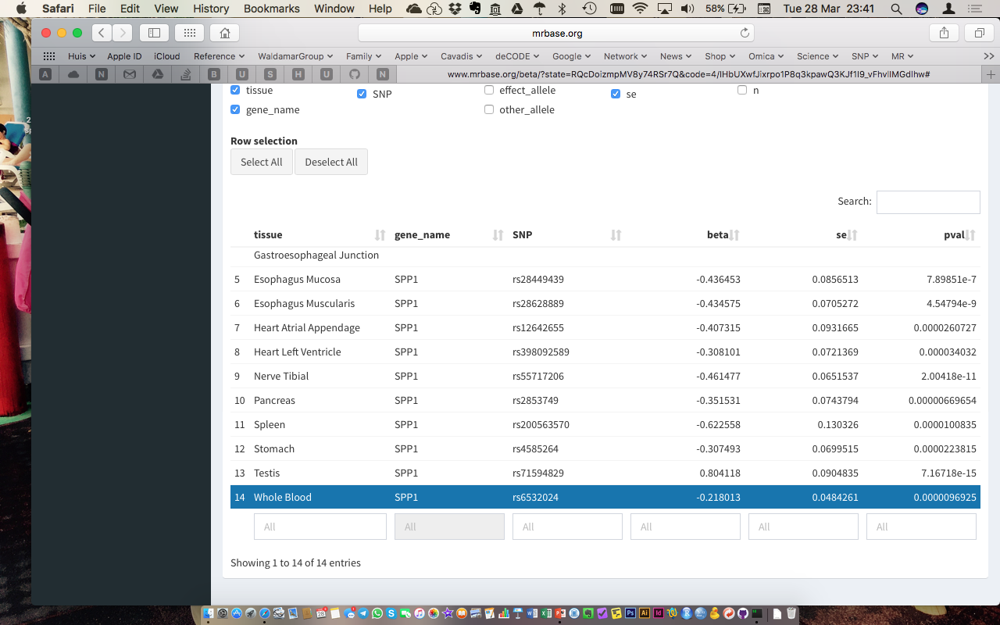 Safari File Edit View History Bookmarks Window Help 58% Tue 28 Mar 23:41
mrbase.org
Huis Apple ID iCloud Reference WaldamarGroup Family Apple Cavadis deCODE Google Network News Shop Omica Science SNP MR
A N B U S H U N www.mrbase.org/beta/?state=
tissue SNP effect_allele se n
gene_name other_allele
Row selection
Select All Deselect All
Search:
tissue gene_name SNP beta se pval
Gastroesophageal Junction
5 Esophagus Mucosa SPP1 rs28449439 -0.436453 0.0856513 7.89851e-7
6 Esophagus Muscularis SPP1 rs28628889 -0.434575 0.0705272 4.54794e-9
7 Heart Atrial Appendage SPP1 rs12642655 -0.407315 0.0931665 0.0000260727
8 Heart Left Ventricle SPP1 rs398092589 -0.308101 0.0721369 0.000034032
9 Nerve Tibial SPP1 rs55717206 -0.461477 0.0651537 2.00418e-11
10 Pancreas SPP1 rs2853749 -0.351531 0.0743794 0.00000669654
11 Spleen SPP1 rs200563570 -0.622558 0.130326 0.0000100835
12 Stomach SPP1 rs4585264 -0.307493 0.0699515 0.0000223815
13 Testis SPP1 rs71594829 0.804118 0.0904835 7.16718e-15
14 Whole Blood SPP1 rs6532024 -0.218013 0.0484261 0.0000096925
All All All All All All
Showing 1 to 14 of 14 entries